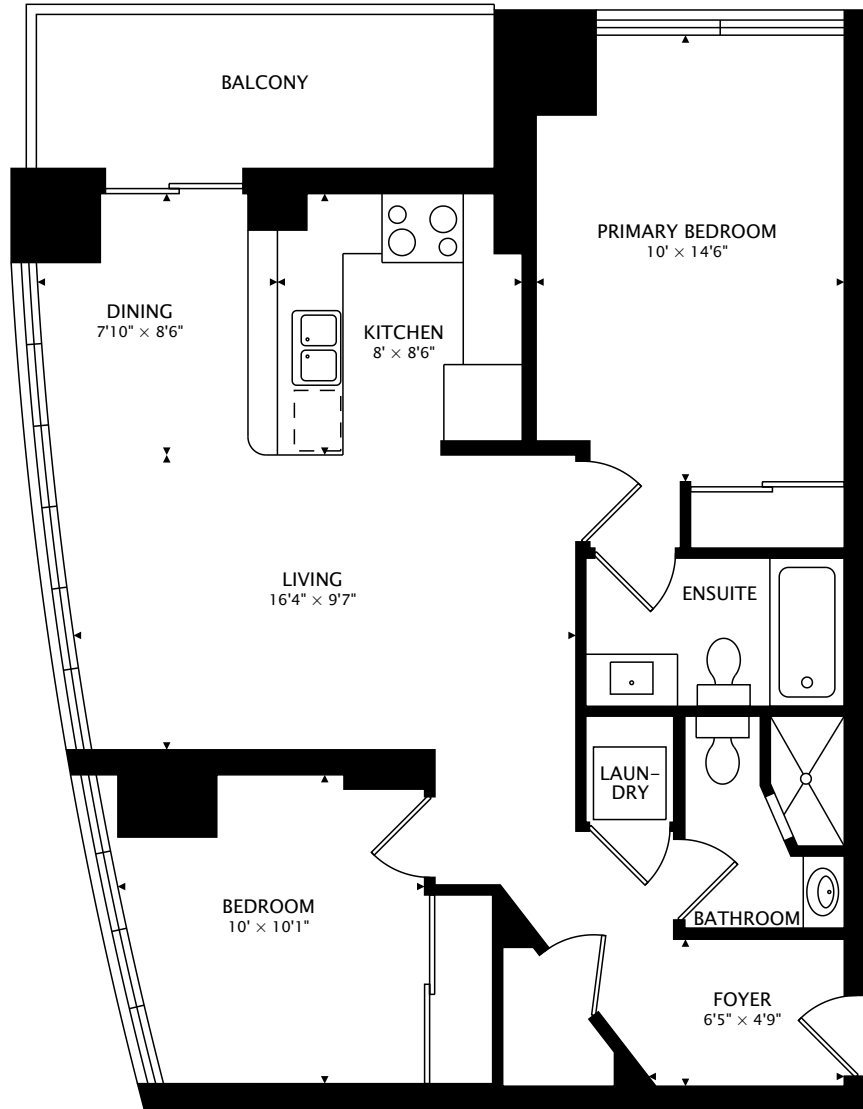 BALCONY
PRIMARY BEDROOM
10' × 14'6"
DINING
7'10" × 8'6"
KITCHEN
8' × 8'6"
LIVING
16'4" × 9'7"
ENSUITE
LAUN-
DRY
BEDROOM
10' × 10'1"
BATHROOM
FOYER
6'5" × 4'9"